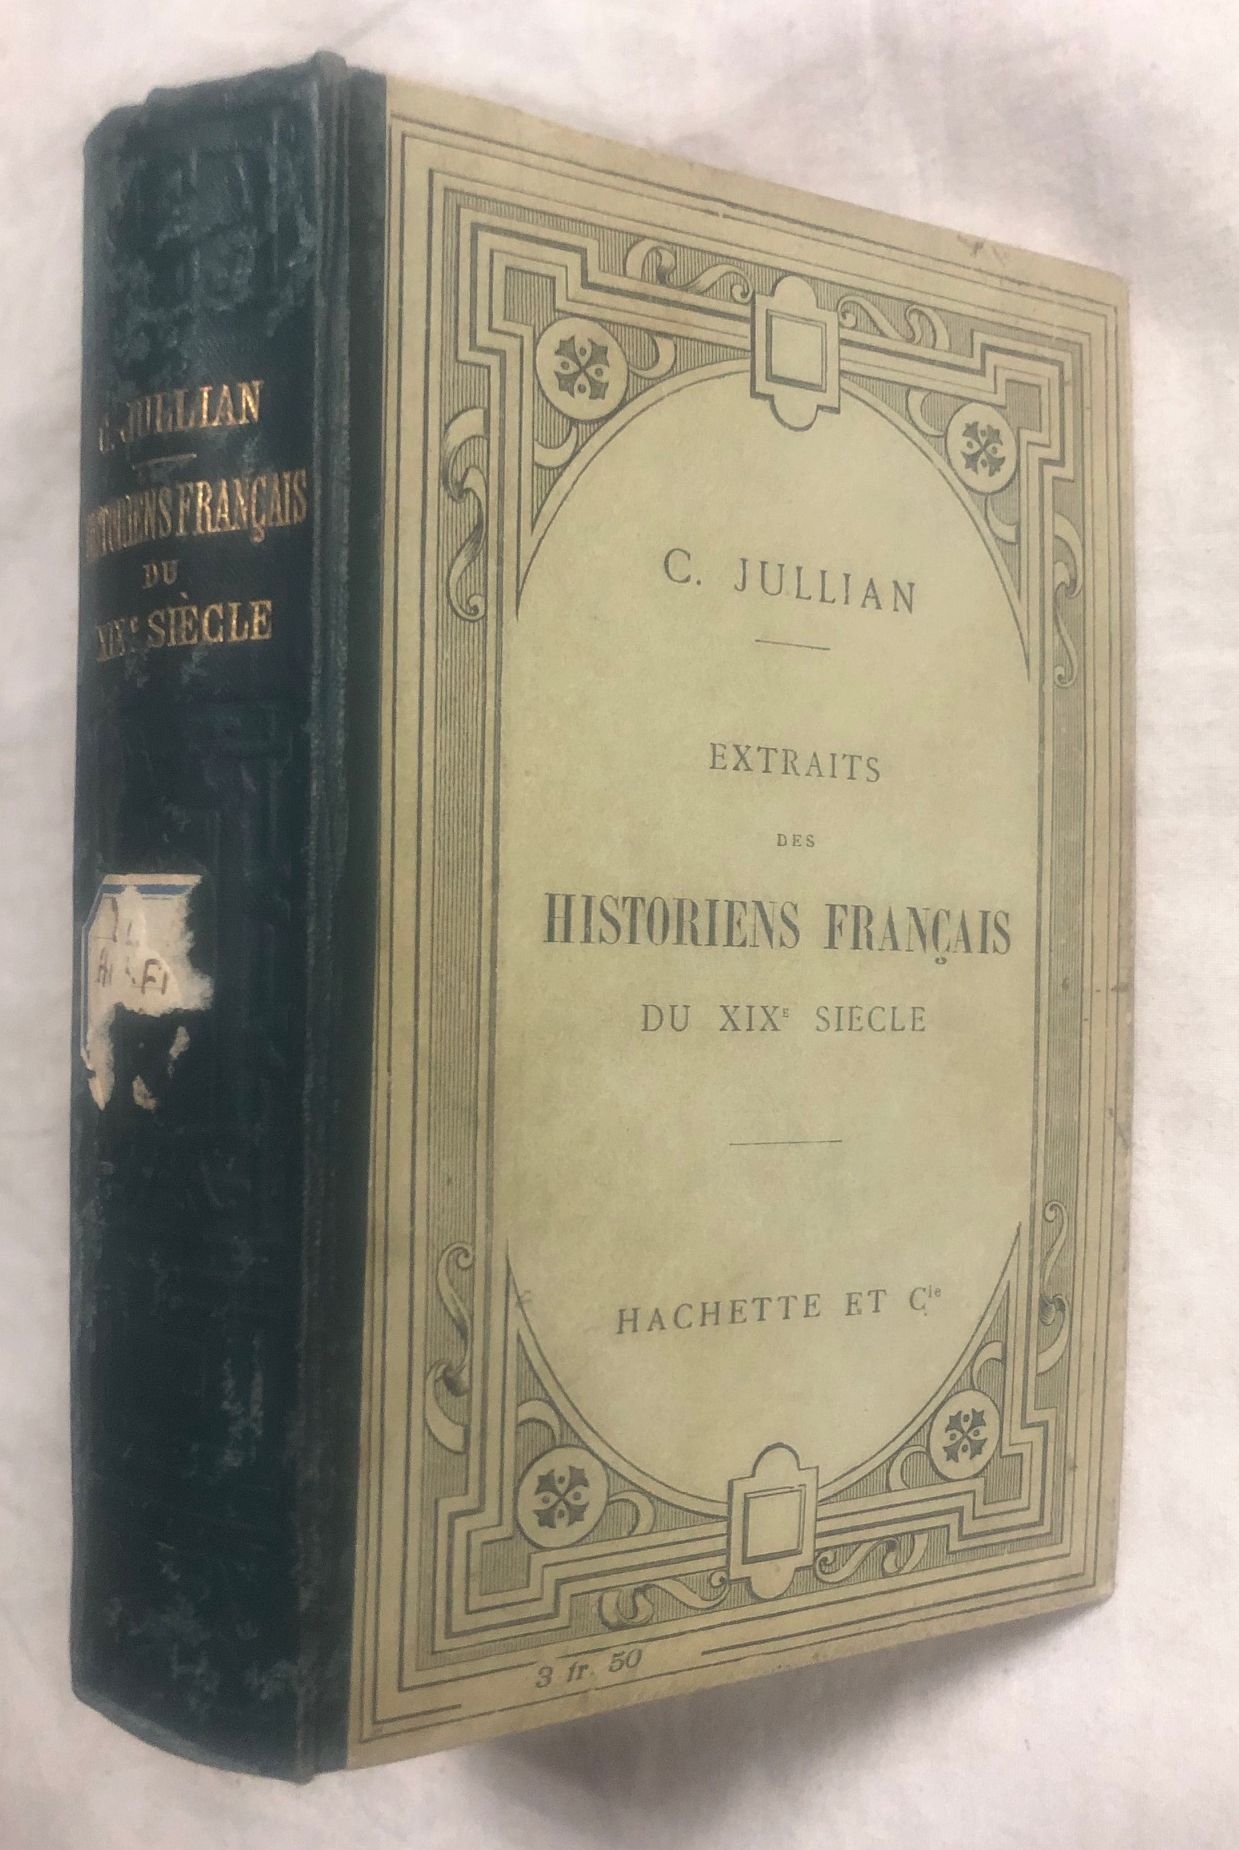 C. JULLIAN
HISTORIENS FRANÇAIS
DU
XIXe SIÈCLE
C. JULLIAN
EXTRAITS
DES
HISTORIENS FRANÇAIS
DU XIXE SIECLE
HACHETTE ET Cie
3 fr. 50